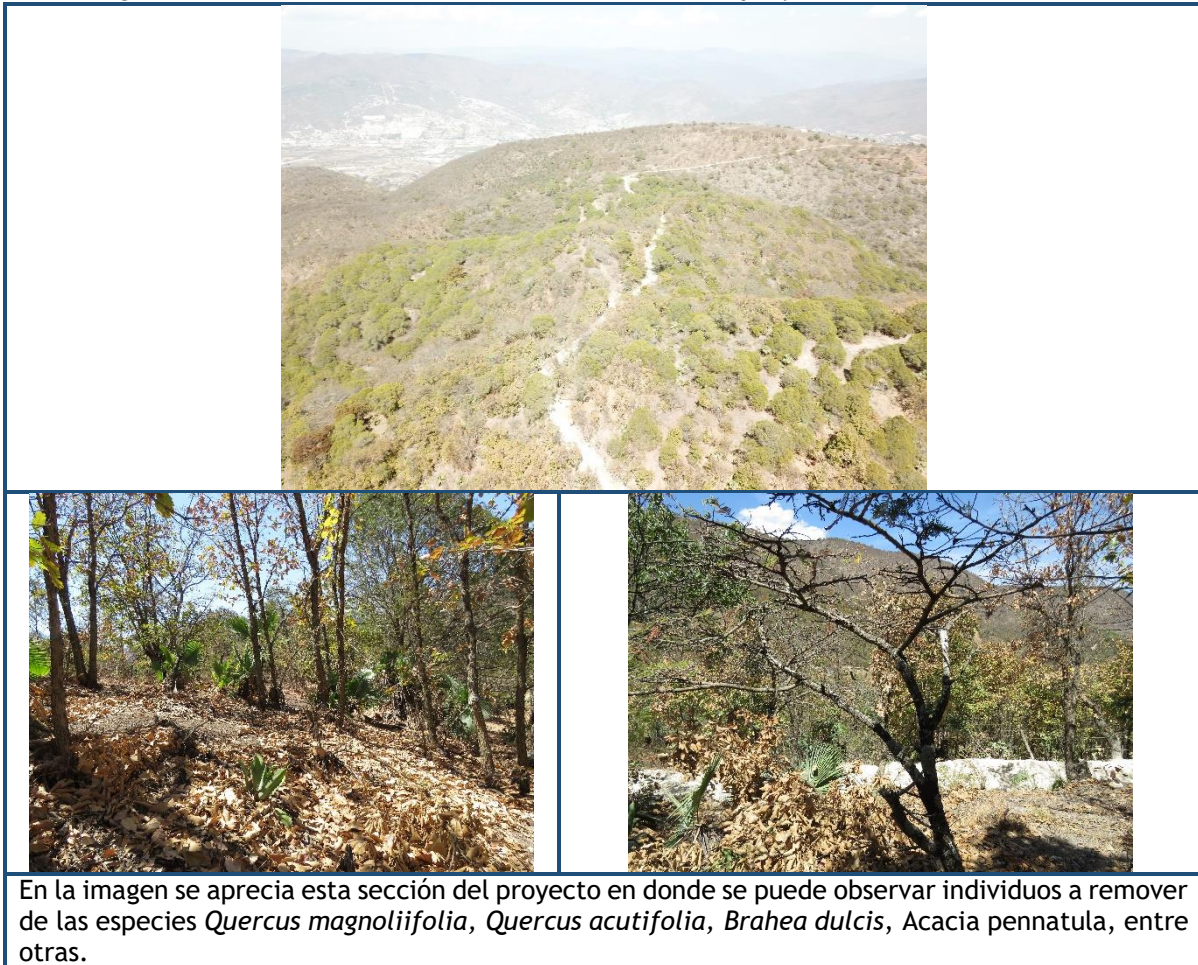 En la imagen se aprecia esta sección del proyecto en donde se puede observar individuos a remover
de las especies Quercus magnoliifolia, Quercus acutifolia, Brahea dulcis, Acacia pennatula, entre
otras.